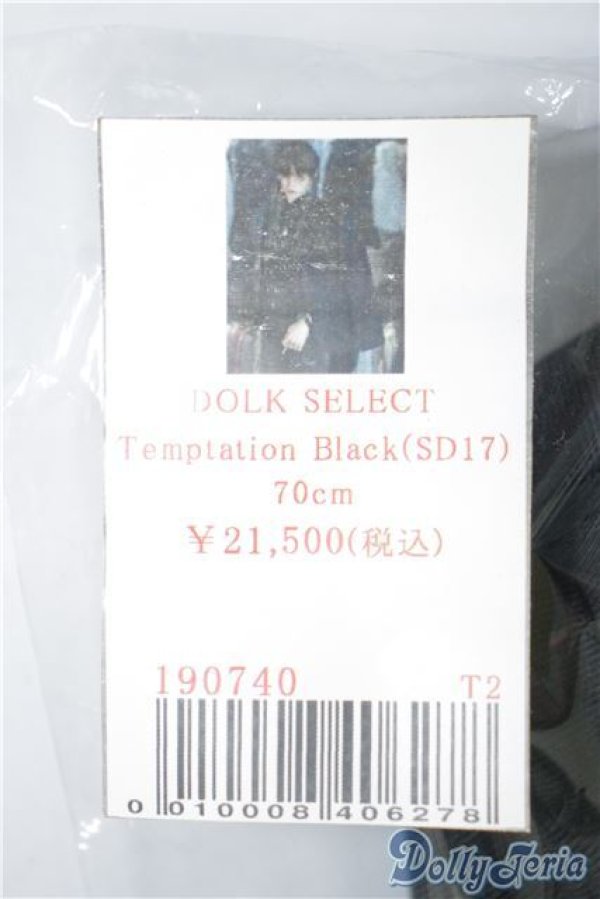 DOLK SELECT
Temptation Black(SD17)
70cm
¥21,500(税込)
190740 T2
0 010008 406278
DollyTeria